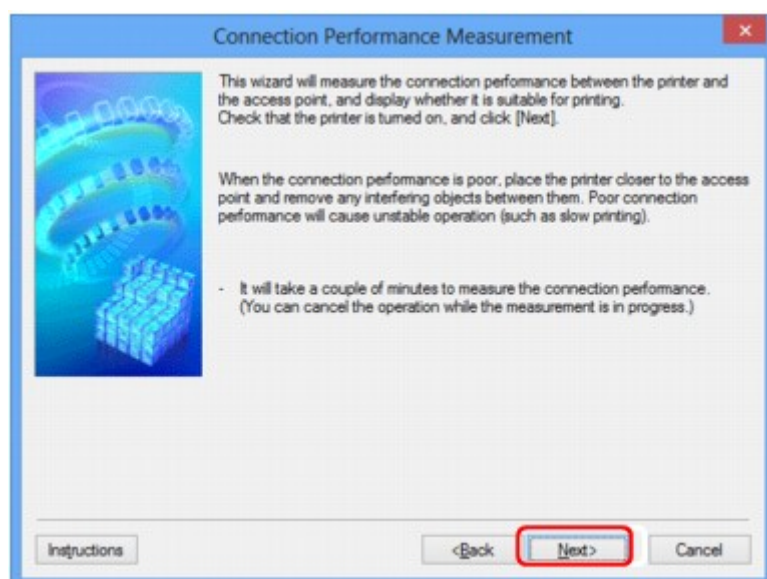 Connection Performance Measurement
This wizard will measure the connection performance between the printer and
the access point, and display whether it is suitable for printing.
Check that the printer is turned on, and click [Next].
When the connection performance is poor, place the printer closer to the access
point and remove any interfering objects between them. Poor connection
performance will cause unstable operation (such as slow printing).
- It will take a couple of minutes to measure the connection performance.
(You can cancel the operation while the measurement is in progress.)
Instructions <Back Next> Cancel